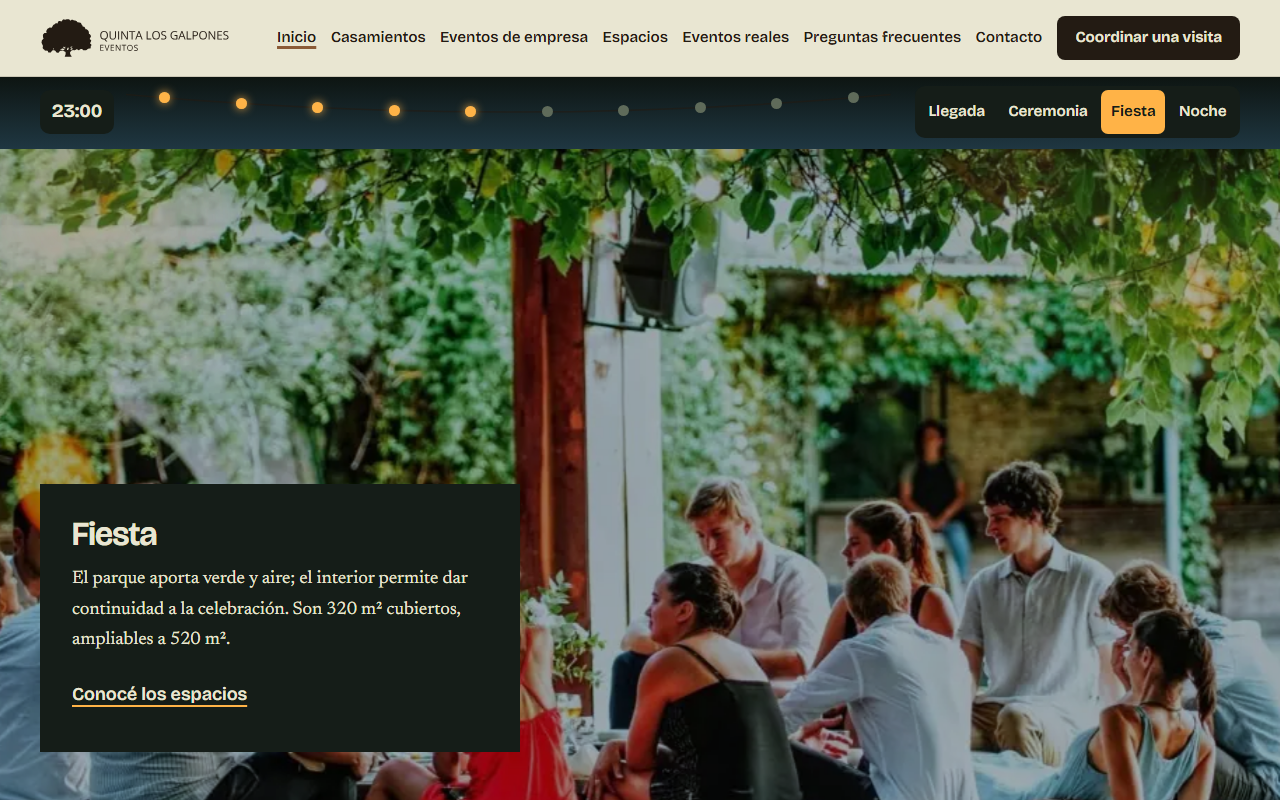 QUINTA LOS GALPONES
EVENTOS
Inicio
Casamientos
Eventos de empresa
Espacios
Eventos reales
Preguntas frecuentes
Contacto
Coordinar una visita
23:00
Llegada
Ceremonia
Fiesta
Noche
Fiesta
El parque aporta verde y aire; el interior permite dar
continuidad a la celebración. Son 320 m² cubiertos,
ampliables a 520 m².
Conocé los espacios